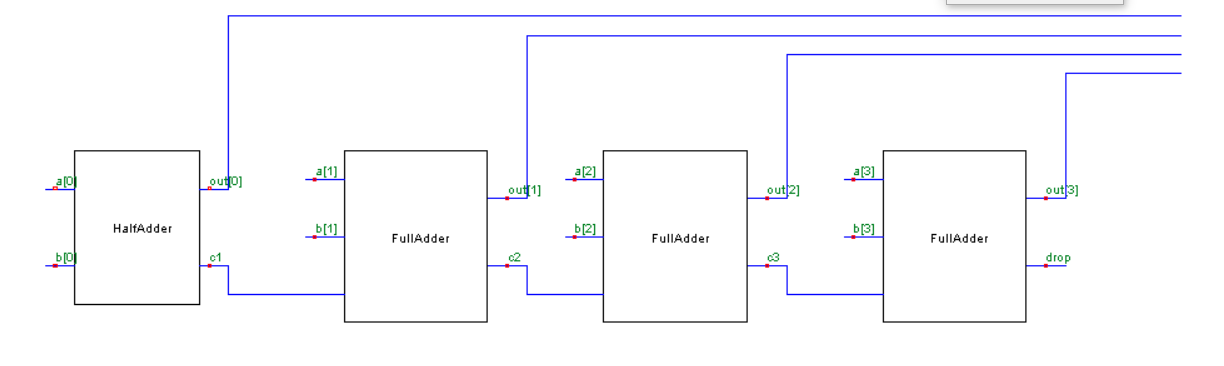 a[0]
b[0]
HalfAdder
out[0]
c1
a[1]
b[1]
FullAdder
out[1]
c2
a[2]
b[2]
FullAdder
out[2]
c3
a[3]
b[3]
FullAdder
out[3]
drop